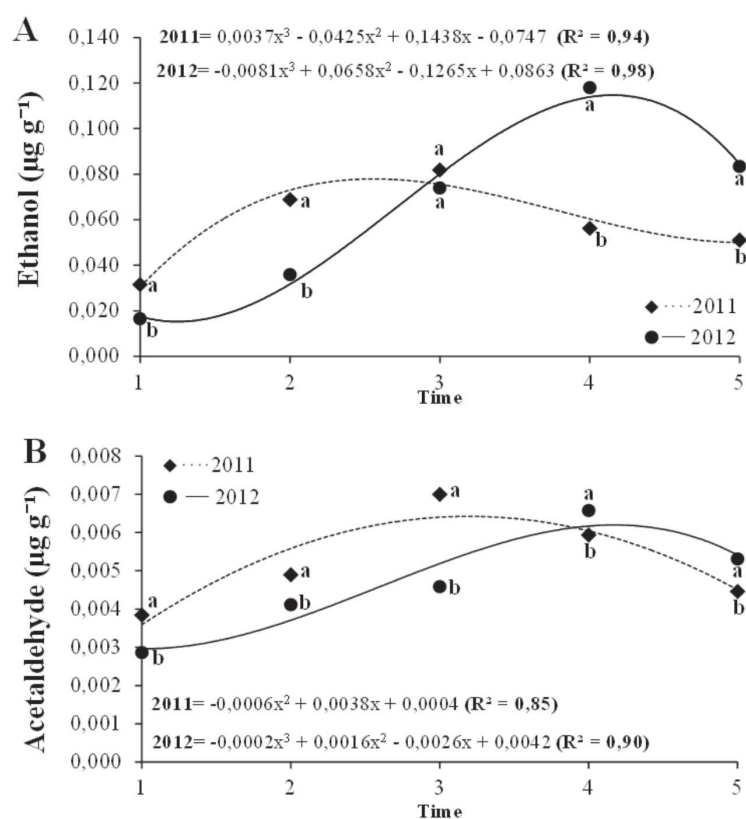 A
2011= 0,0037x³ - 0,0425x² + 0,1438x - 0,0747 (R² = 0,94)
2012= -0,0081x³ + 0,0658x² - 0,1265x + 0,0863 (R² = 0,98)
Ethanol (µg g⁻¹)
0,140
0,120
0,100
0,080
0,060
0,040
0,020
0,000
a
b
a
b
a
a
a
b
a
b
2011
2012
1 2 3 4 5
Time
B
Acetaldehyde (µg g⁻¹)
0,008
0,007
0,006
0,005
0,004
0,003
0,002
0,001
0,000
2011
2012
a
b
a
b
a
b
a
b
a
b
2011= -0,0006x² + 0,0038x + 0,0004 (R² = 0,85)
2012= -0,0002x³ + 0,0016x² - 0,0026x + 0,0042 (R² = 0,90)
1 2 3 4 5
Time